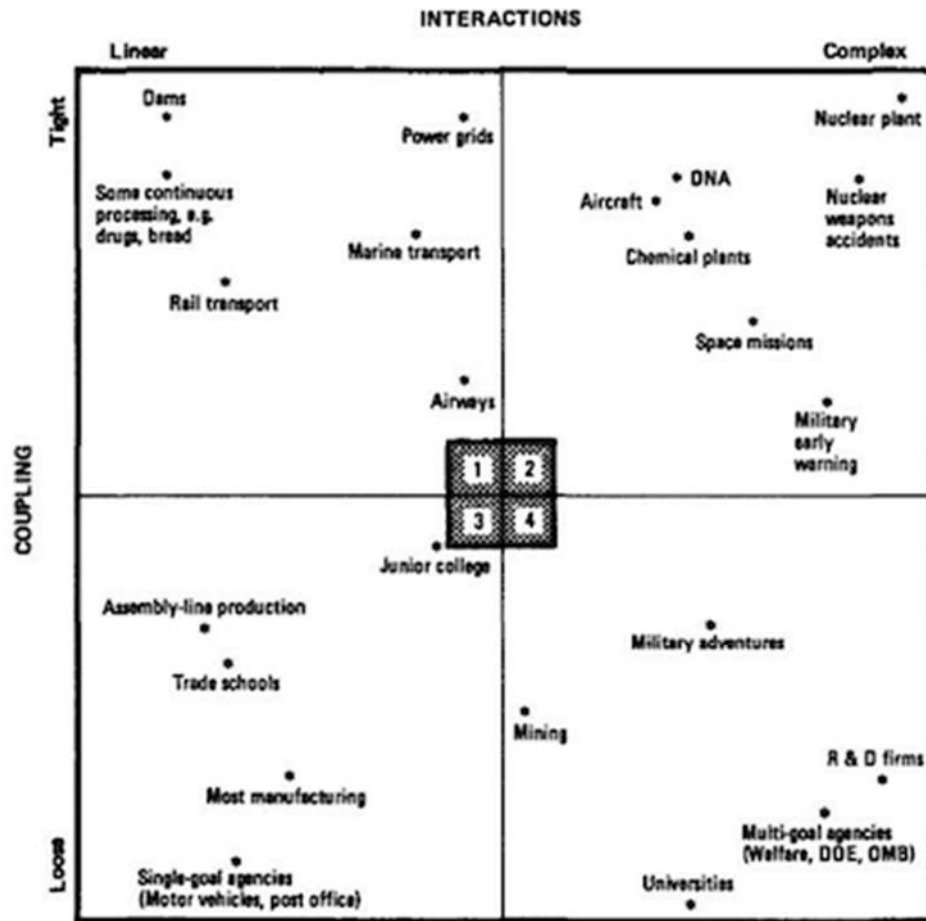 INTERACTIONS
Linear
Complex
Tight
COUPLING
Loose
Dams
Some continuous
processing, e.g.
drugs, bread
Rail transport
Power grids
Marine transport
Airways
Nuclear plant
DNA
Aircraft
Nuclear
weapons
accidents
Chemical plants
Space missions
Military
early
warning
1
2
3
4
Junior college
Assembly-line production
Trade schools
Most manufacturing
Single-goal agencies
(Motor vehicles, post office)
Military adventures
Mining
R & D firms
Multi-goal agencies
(Welfare, DOE, OMB)
Universities